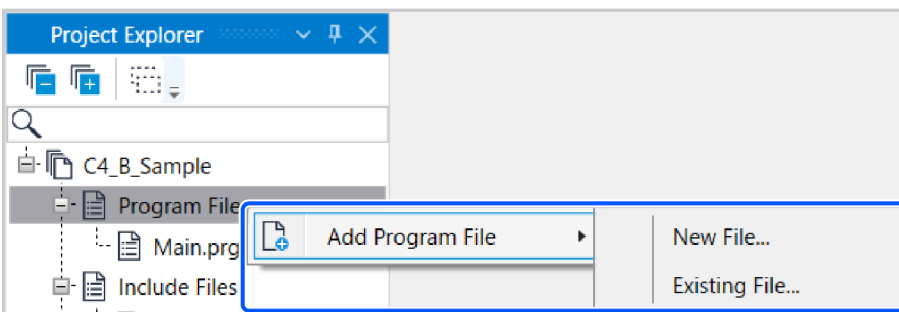 Project Explorer
C4_B_Sample
Program File
Main.prg
Include Files
Add Program File
New File...
Existing File...